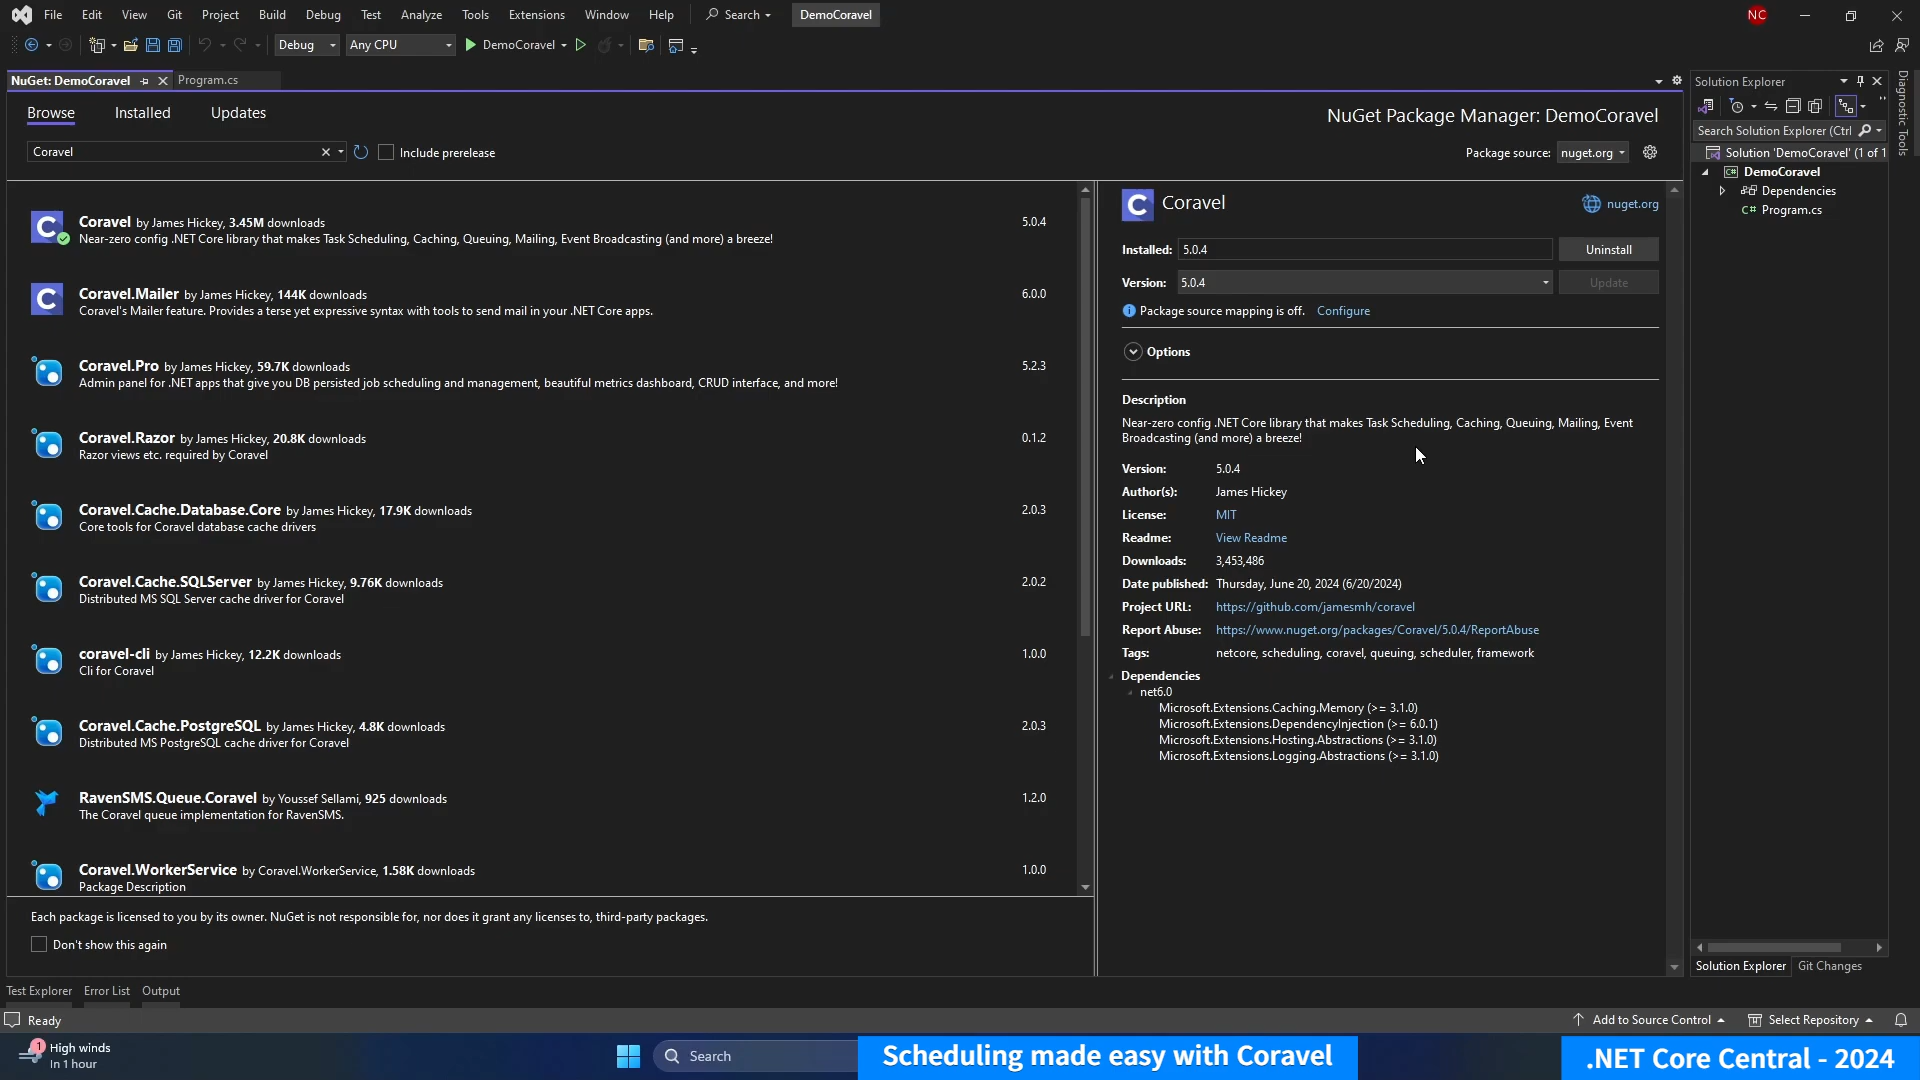 File Edit View Git Project Build Debug Test Analyze Tools Extensions Window Help Search DemoCoravel NC
Debug Any CPU DemoCoravel
NuGet: DemoCoravel Program.cs
Browse Installed Updates
NuGet Package Manager: DemoCoravel
Coravel Include prerelease
Package source: nuget.org
Coravel by James Hickey, 3.45M downloads 5.0.4
Near-zero config .NET Core library that makes Task Scheduling, Caching, Queuing, Mailing, Event Broadcasting (and more) a breeze!
Coravel.Mailer by James Hickey, 144K downloads 6.0.0
Coravel's Mailer feature. Provides a terse yet expressive syntax with tools to send mail in your .NET Core apps.
Coravel.Pro by James Hickey, 59.7K downloads 5.2.3
Admin panel for .NET apps that give you DB persisted job scheduling and management, beautiful metrics dashboard, CRUD interface, and more!
Coravel.Razor by James Hickey, 20.8K downloads 0.1.2
Razor views etc. required by Coravel
Coravel.Cache.Database.Core by James Hickey, 17.9K downloads 2.0.3
Core tools for Coravel database cache drivers
Coravel.Cache.SQLServer by James Hickey, 9.76K downloads 2.0.2
Distributed MS SQL Server cache driver for Coravel
coravel-cli by James Hickey, 12.2K downloads 1.0.0
Cli for Coravel
Coravel.Cache.PostgreSQL by James Hickey, 4.8K downloads 2.0.3
Distributed MS PostgreSQL cache driver for Coravel
RavenSMS.Queue.Coravel by Youssef Sellami, 925 downloads 1.2.0
The Coravel queue implementation for RavenSMS.
Coravel.WorkerService by Coravel.WorkerService, 1.58K downloads 1.0.0
Package Description
Each package is licensed to you by its owner. NuGet is not responsible for, nor does it grant any licenses to, third-party packages.
Don't show this again
C Coravel nuget.org
Installed: 5.0.4 Uninstall
Version: 5.0.4 Update
Package source mapping is off. Configure
Options
Description
Near-zero config .NET Core library that makes Task Scheduling, Caching, Queuing, Mailing, Event
Broadcasting (and more) a breeze!
Version: 5.0.4
Author(s): James Hickey
License: MIT
Readme: View Readme
Downloads: 3,453,486
Date published: Thursday, June 20, 2024 (6/20/2024)
Project URL: https://github.com/jamesmh/coravel
Report Abuse: https://www.nuget.org/packages/Coravel/5.0.4/ReportAbuse
Tags: netcore, scheduling, coravel, queuing, scheduler, framework
Dependencies
net6.0
Microsoft.Extensions.Caching.Memory (>= 3.1.0)
Microsoft.Extensions.DependencyInjection (>= 6.0.1)
Microsoft.Extensions.Hosting.Abstractions (>= 3.1.0)
Microsoft.Extensions.Logging.Abstractions (>= 3.1.0)
Solution Explorer
Search Solution Explorer (Ctrl
Solution 'DemoCoravel' (1 of 1
C# DemoCoravel
Dependencies
C# Program.cs
Solution Explorer Git Changes
Diagnostic Tools
Test Explorer Error List Output
Ready
Add to Source Control Select Repository
1 High winds
In 1 hour
Search
Scheduling made easy with Coravel
.NET Core Central - 2024